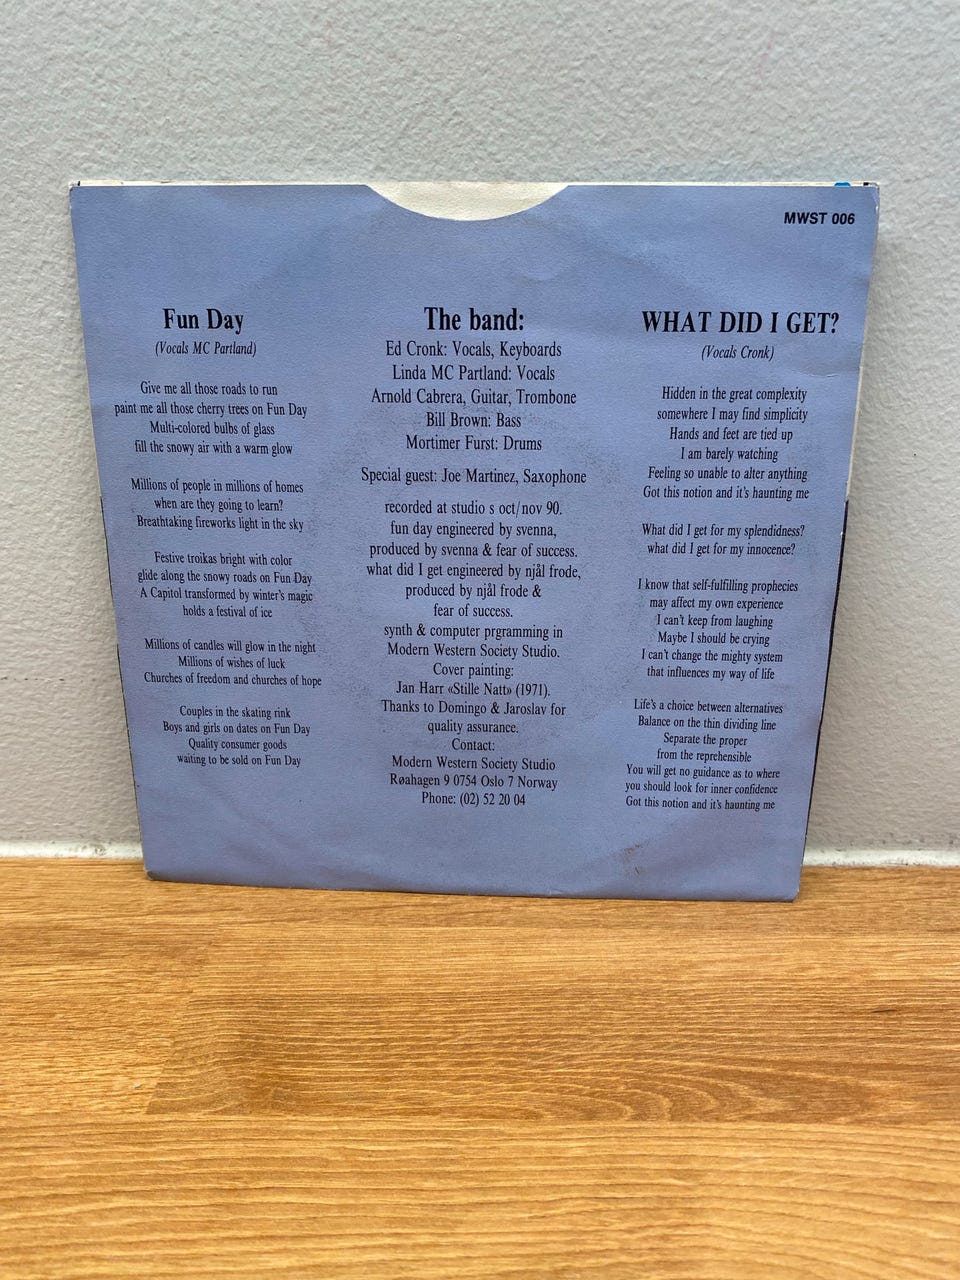 MWST 006
Fun Day
(Vocals MC Partland)
Give me all those roads to run
paint me all those cherry trees on Fun Day
Multi-colored bulbs of glass
fill the snowy air with a warm glow
Millions of people in millions of homes
when are they going to learn?
Breathtaking fireworks light in the sky
Festive troikas bright with color
glide along the snowy roads on Fun Day
A Capitol transformed by winter's magic
holds a festival of ice
Millions of candles will glow in the night
Millions of wishes of luck
Churches of freedom and churches of hope
Couples in the skating rink
Boys and girls on dates on Fun Day
Quality consumer goods
waiting to be sold on Fun Day
The band:
Ed Cronk: Vocals, Keyboards
Linda MC Partland: Vocals
Arnold Cabrera, Guitar, Trombone
Bill Brown: Bass
Mortimer Furst: Drums
Special guest: Joe Martinez, Saxophone
recorded at studio s oct/nov 90.
fun day engineered by svenna,
produced by svenna & fear of success.
what did I get engineered by njål frode,
produced by njål frode &
fear of success.
synth & computer prgramming in
Modern Western Society Studio.
Cover painting:
Jan Harr «Stille Natt» (1971).
Thanks to Domingo & Jaroslav for
quality assurance.
Contact:
Modern Western Society Studio
Røahagen 9 0754 Oslo 7 Norway
Phone: (02) 52 20 04
WHAT DID I GET?
(Vocals Cronk)
Hidden in the great complexity
somewhere I may find simplicity
Hands and feet are tied up
I am barely watching
Feeling so unable to alter anything
Got this notion and it's haunting me
What did I get for my splendidness?
what did I get for my innocence?
I know that self-fulfilling prophecies
may affect my own experience
I can't keep from laughing
Maybe I should be crying
I can't change the mighty system
that influences my way of life
Life's a choice between alternatives
Balance on the thin dividing line
Separate the proper
from the reprehensible
You will get no guidance as to where
you should look for inner confidence
Got this notion and it's haunting me